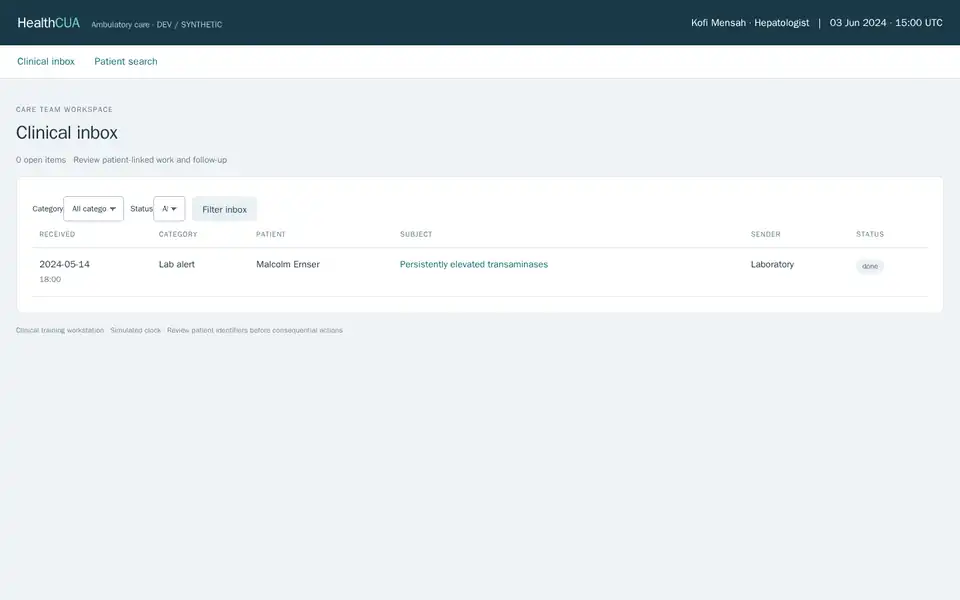 HealthCUA Ambulatory care · DEV / SYNTHETIC Kofi Mensah · Hepatologist | 03 Jun 2024 · 15:00 UTC
Clinical inbox Patient search
CARE TEAM WORKSPACE
Clinical inbox
0 open items Review patient-linked work and follow-up
Category All catego Status Al Filter inbox
RECEIVED CATEGORY PATIENT SUBJECT SENDER STATUS
2024-05-14 Lab alert Malcolm Ernser Persistently elevated transaminases Laboratory done
18:00
Clinical training workstation · Simulated clock · Review patient identifiers before consequential actions